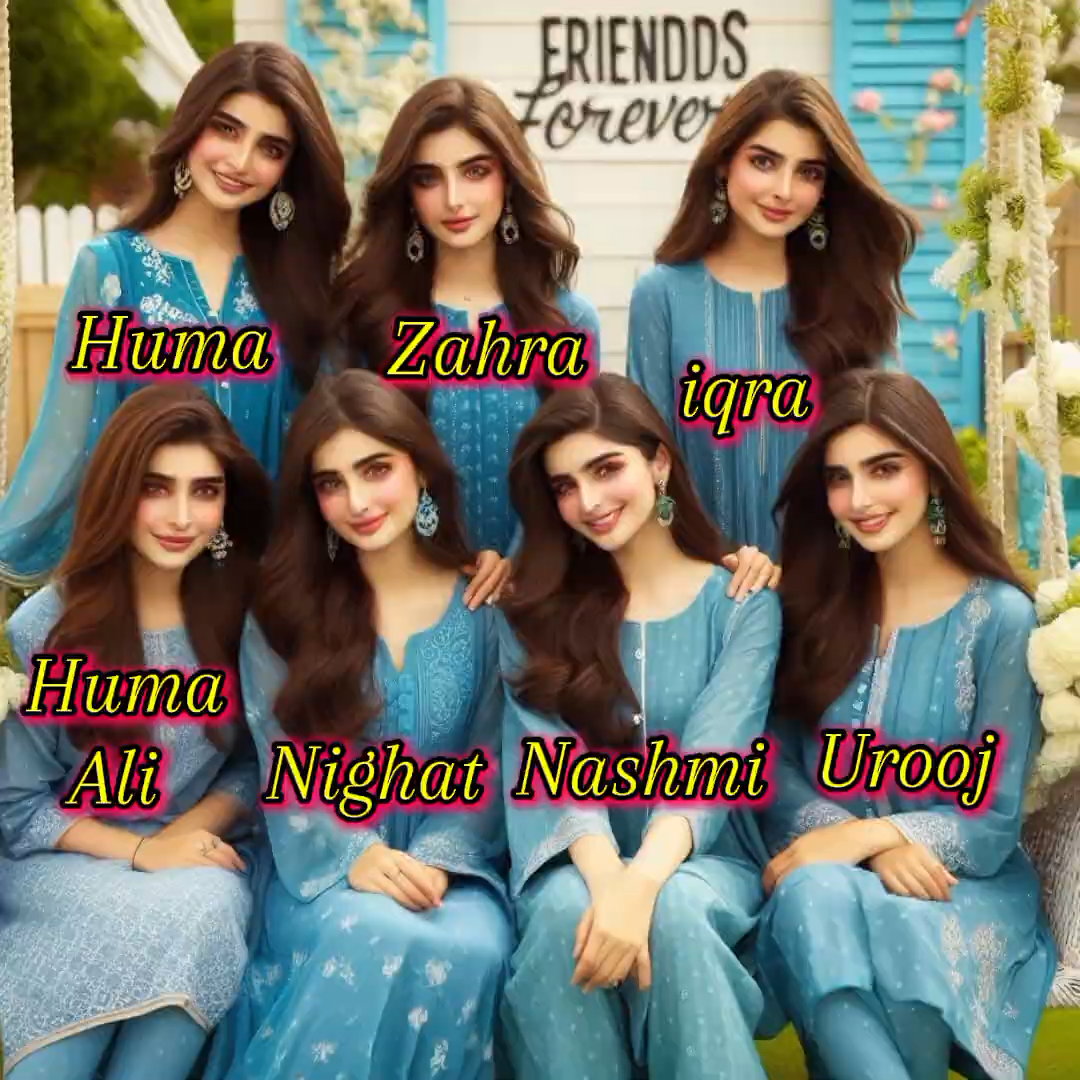 ERIENDDS
Forever
Huma
Zahra
iqra
Huma
Ali
Nighat
Nashmi
Urooj